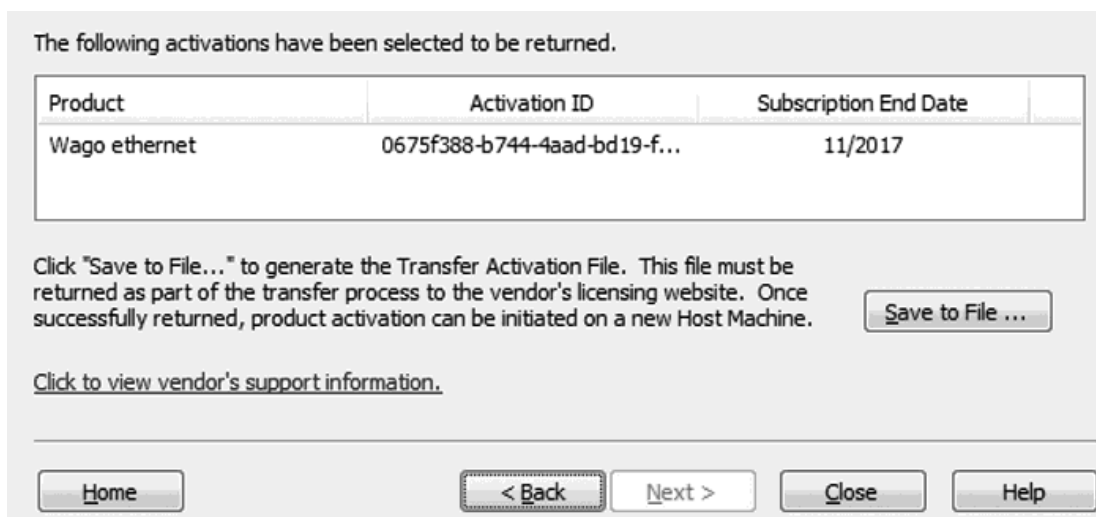 The following activations have been selected to be returned.
Product Activation ID Subscription End Date
Wago ethernet 0675f388-b744-4aad-bd19-f... 11/2017
Click "Save to File..." to generate the Transfer Activation File. This file must be
returned as part of the transfer process to the vendor's licensing website. Once
successfully returned, product activation can be initiated on a new Host Machine.
Save to File ...
Click to view vendor's support information.
Home < Back Next > Close Help